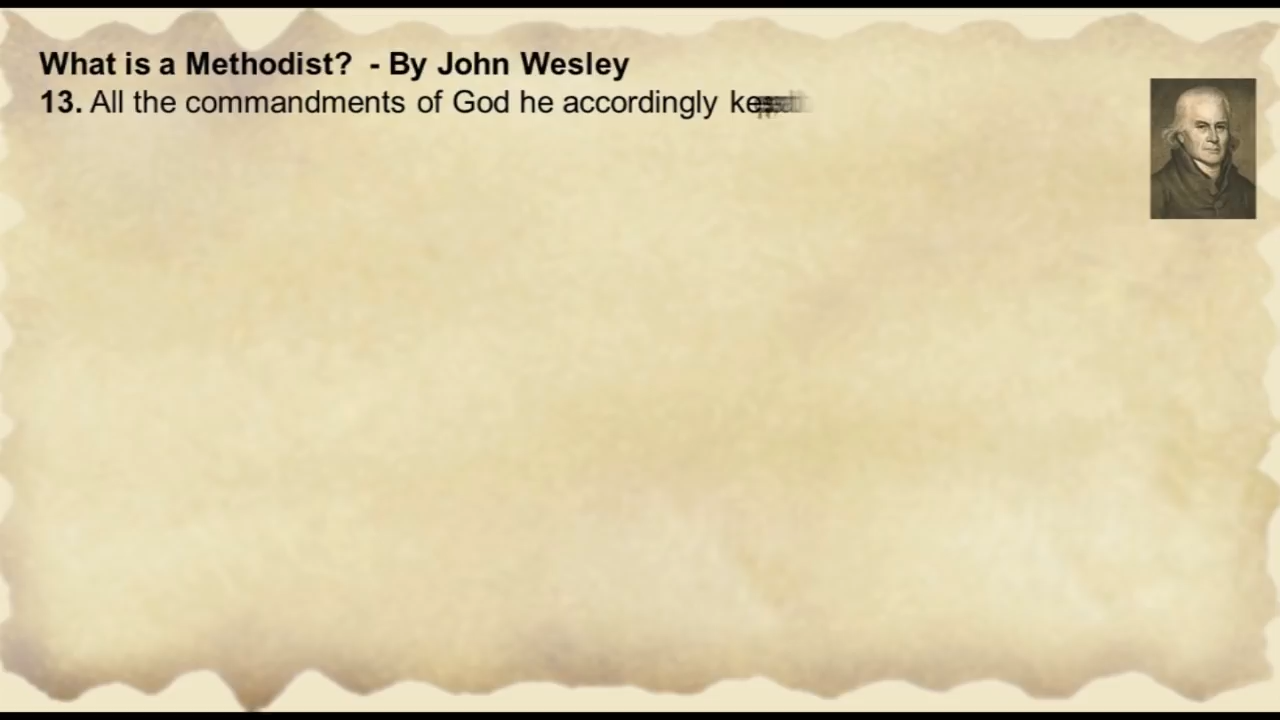 What is a Methodist? - By John Wesley
13. All the commandments of God he accordingly